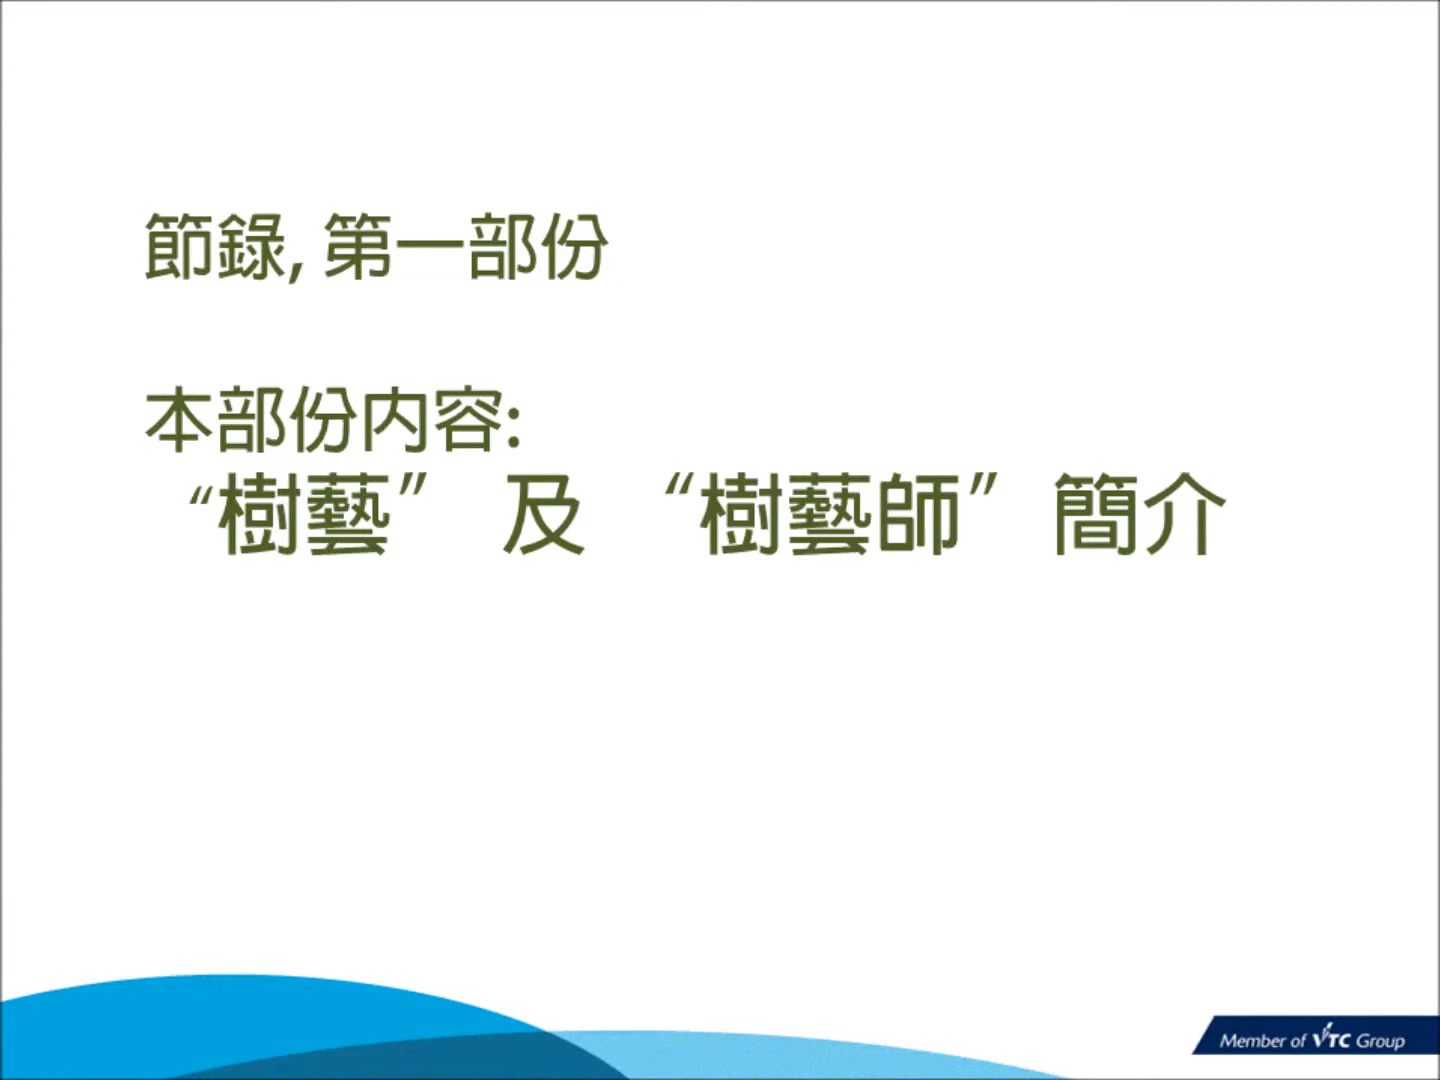 節錄, 第一部份
本部份内容:
“樹藝” 及 “樹藝師” 簡介
Member of VTC Group